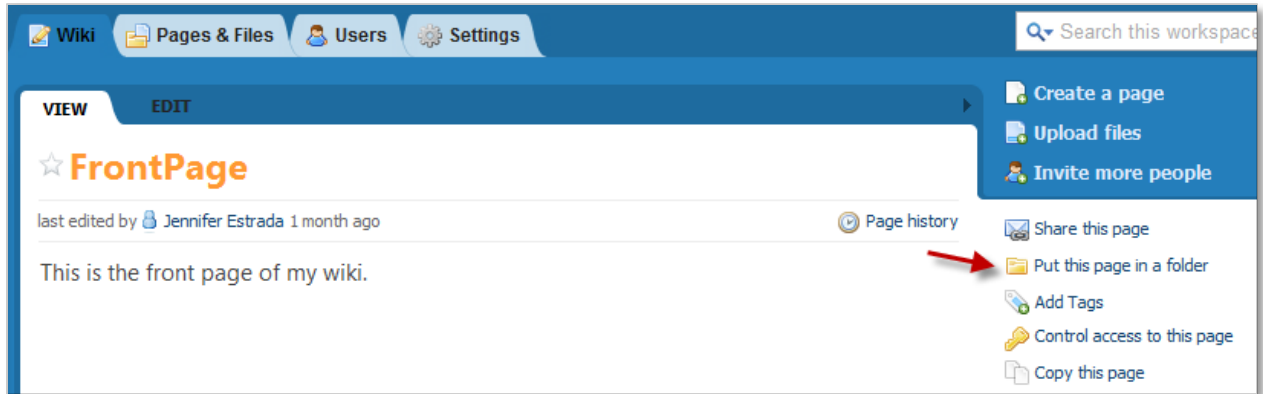 Wiki Pages & Files Users Settings
Search this workspace
VIEW EDIT
Create a page
Upload files
Invite more people
FrontPage
last edited by Jennifer Estrada 1 month ago
Page history
This is the front page of my wiki.
Share this page
Put this page in a folder
Add Tags
Control access to this page
Copy this page